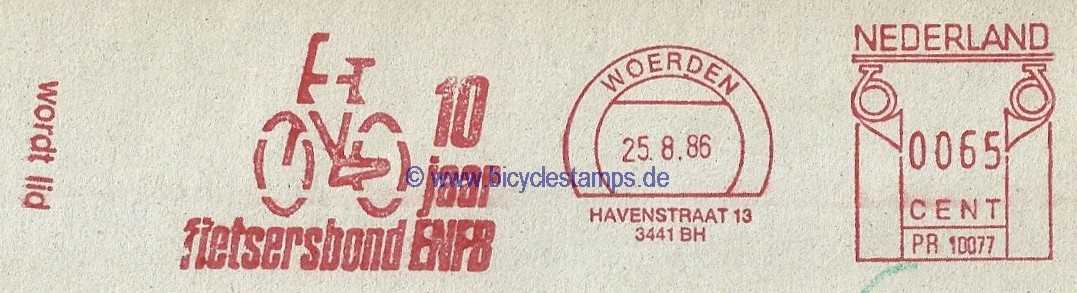 wordt lid
10
jaar
fietsersbond ENFB
© www.bicyclestamps.de
WOERDEN
25.8.86
HAVENSTRAAT 13
3441 BH
NEDERLAND
0065
CENT
PR 10077